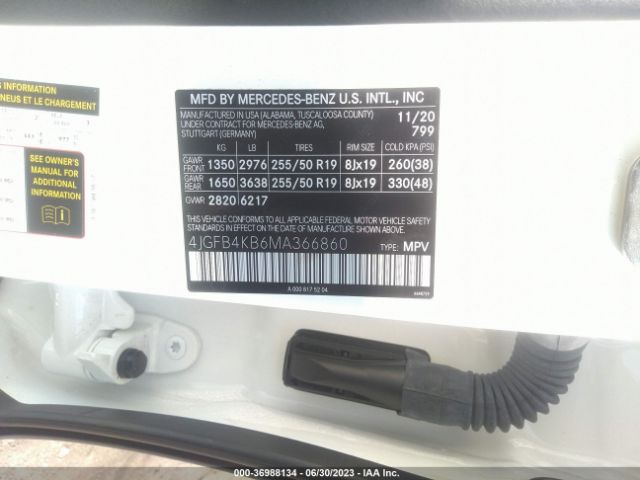 S INFORMATION
PNEUS ET LE CHARGEMENT
SEE OWNER'S
MANUAL FOR
ADDITIONAL
INFORMATION
MFD BY MERCEDES-BENZ U.S. INTL., INC
MANUFACTURED IN USA (ALABAMA, TUSCALOOSA COUNTY)
UNDER CONTRACT FOR MERCEDES-BENZ AG,
STUTTGART (GERMANY)
11/20
799
KG LB TIRES RIM SIZE COLD KPA (PSI)
GAWR FRONT 1350 2976 255/50 R19 8Jx19 260(38)
GAWR REAR 1650 3638 255/50 R19 8Jx19 330(48)
GVWR 2820 6217
THIS VEHICLE CONFORMS TO ALL APPLICABLE FEDERAL MOTOR VEHICLE SAFETY
STANDARDS IN EFFECT ON THE DATE OF MANUFACTURE SHOWN ABOVE.
4JGFB4KB6MA366860 TYPE: MPV
A 000 817 52 04
000-36988134 - 06/30/2023 - IAA Inc.